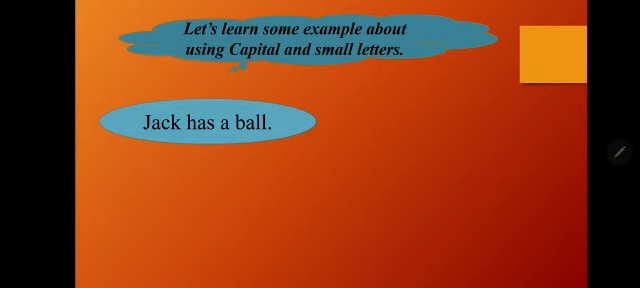 Let's learn some example about
using Capital and small letters.
Jack has a ball.